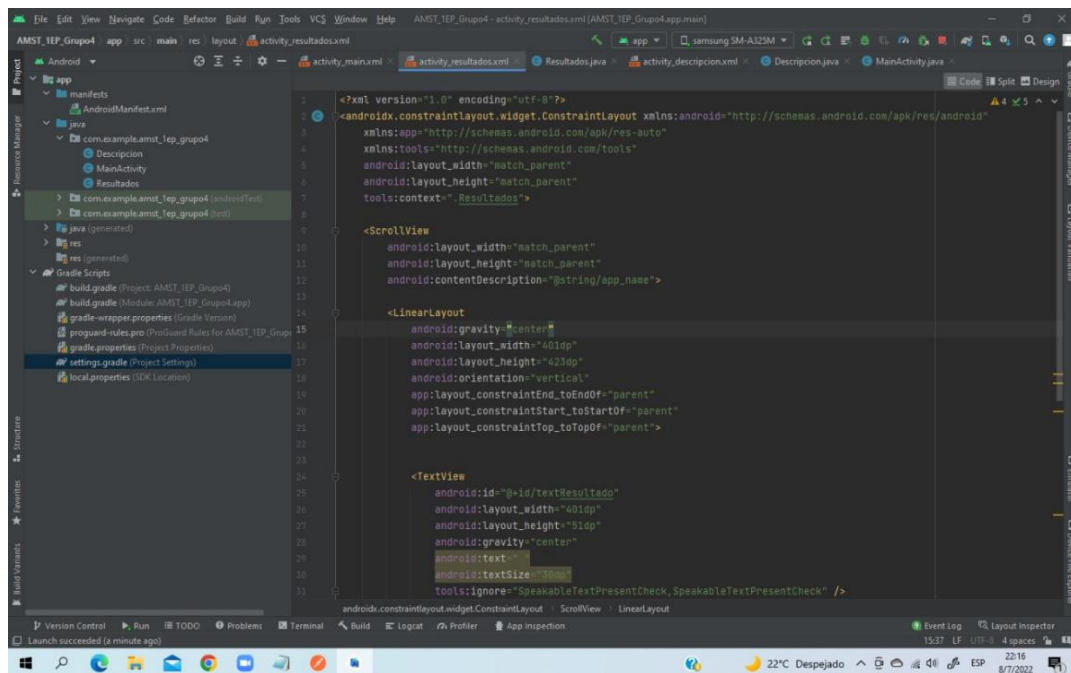 File Edit View Navigate Code Refactor Build Run Tools VCS Window Help AMST_1EP_Grupo4 - activity_resultados.xml [AMST_1EP_Grupo4.app.main]
AMST_1EP_Grupo4 app src main res layout activity_resultados.xml
app samsung SM-A325M
Android
activity_main.xml activity_resultados.xml Resultados.java activity_descripcion.xml Descripcion.java MainActivity.java
Code Split Design
4 5
Project
Resource Manager
Structure
Favorites
Build Variants
app
manifests
AndroidManifest.xml
java
com.example.amst_1ep_grupo4
Descripcion
MainActivity
Resultados
com.example.amst_1ep_grupo4 (androidTest)
com.example.amst_1ep_grupo4 (test)
java (generated)
res
res (generated)
Gradle Scripts
build.gradle (Project: AMST_1EP_Grupo4)
build.gradle (Module: AMST_1EP_Grupo4.app)
gradle-wrapper.properties (Gradle Version)
proguard-rules.pro (ProGuard Rules for AMST_1EP_Grupo
gradle.properties (Project Properties)
settings.gradle (Project Settings)
local.properties (SDK Location)
1 <?xml version="1.0" encoding="utf-8"?>
2 <androidx.constraintlayout.widget.ConstraintLayout xmlns:android="http://schemas.android.com/apk/res/android"
3 xmlns:app="http://schemas.android.com/apk/res-auto"
4 xmlns:tools="http://schemas.android.com/tools"
5 android:layout_width="match_parent"
6 android:layout_height="match_parent"
7 tools:context=".Resultados">
8
9 <ScrollView
10 android:layout_width="match_parent"
11 android:layout_height="match_parent"
12 android:contentDescription="@string/app_name">
13
14 <LinearLayout
15 android:gravity="center"
16 android:layout_width="401dp"
17 android:layout_height="423dp"
18 android:orientation="vertical"
19 app:layout_constraintEnd_toEndOf="parent"
20 app:layout_constraintStart_toStartOf="parent"
21 app:layout_constraintTop_toTopOf="parent">
22
23
24 <TextView
25 android:id="@+id/textResultado"
26 android:layout_width="401dp"
27 android:layout_height="51dp"
28 android:gravity="center"
29 android:text=" "
30 android:textSize="30dp"
31 tools:ignore="SpeakableTextPresentCheck,SpeakableTextPresentCheck" />
androidx.constraintlayout.widget.ConstraintLayout ScrollView LinearLayout
Version Control Run TODO Problems Terminal Build Logcat Profiler App Inspection Event Log Layout Inspector
Launch succeeded (a minute ago) 15:37 LF UTF-8 4 spaces
22°C Despejado ESP 22:16
8/7/2022